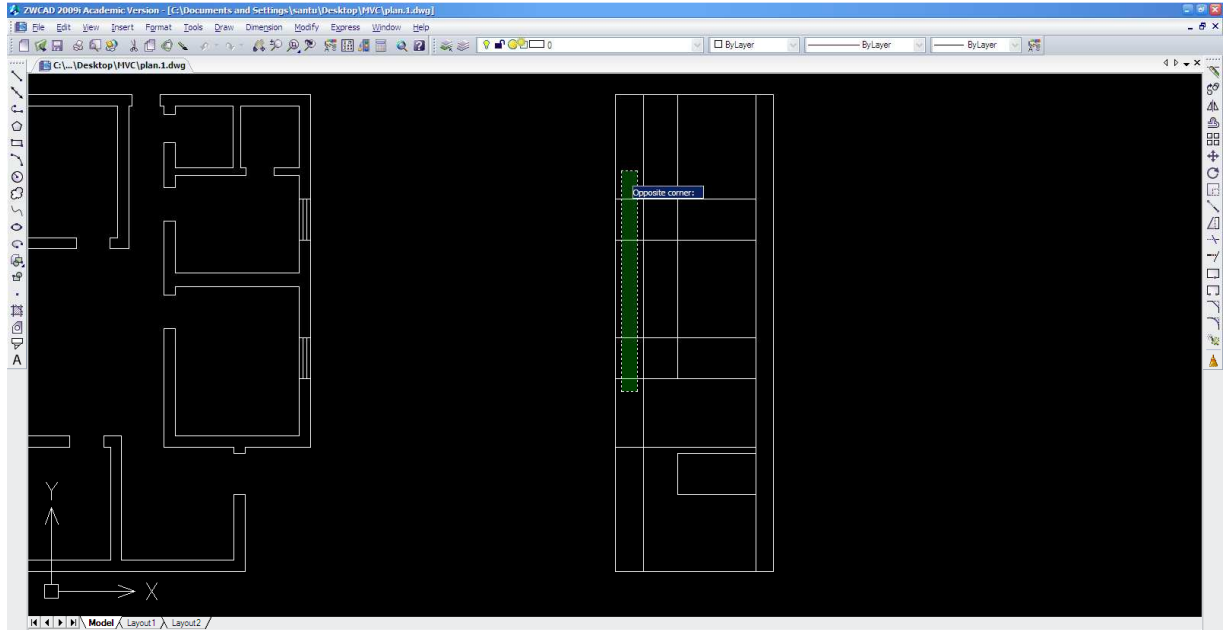 ZWCAD 2009i Academic Version - [C:\Documents and Settings\santu\Desktop\MVC\plan.1.dwg]
File Edit View Insert Format Tools Draw Dimension Modify Express Window Help
0 ByLayer ByLayer ByLayer
C:\...\Desktop\MVC\plan.1.dwg
Opposite corner:
A
Y
X
Model Layout1 Layout2